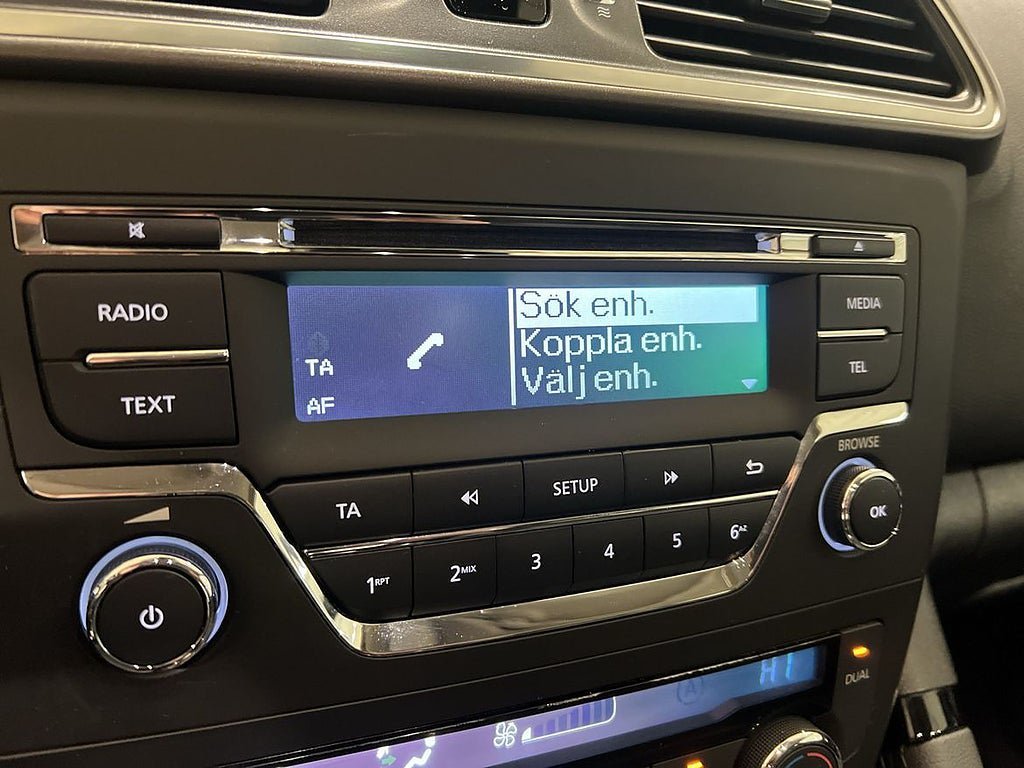 RADIO
TEXT
TA
AF
Sök enh.
Koppla enh.
Välj enh.
MEDIA
TEL
BROWSE
OK
TA
SETUP
1RPT
2MIX
3
4
5
6AZ
A
HI
DUAL